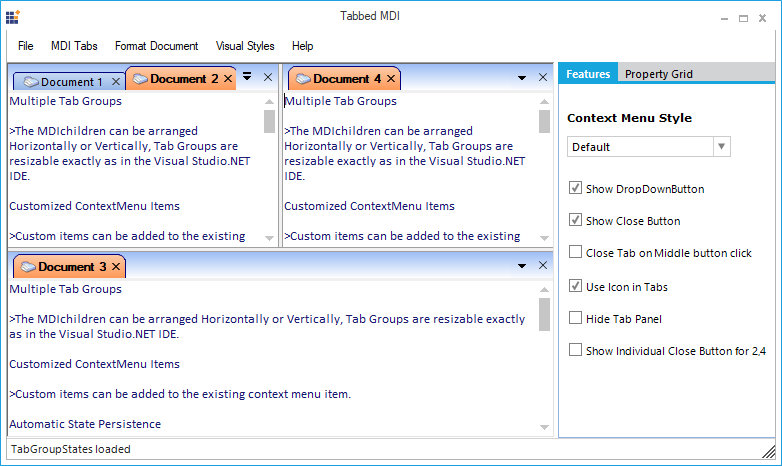 Tabbed MDI
File MDI Tabs Format Document Visual Styles Help
Document 1 Document 2
Multiple Tab Groups
>The MDIchildren can be arranged
Horizontally or Vertically, Tab Groups are
resizable exactly as in the Visual Studio.NET
IDE.
Customized ContextMenu Items
>Custom items can be added to the existing
Document 4
Multiple Tab Groups
>The MDIchildren can be arranged
Horizontally or Vertically, Tab Groups are
resizable exactly as in the Visual Studio.NET
IDE.
Customized ContextMenu Items
>Custom items can be added to the existing
Document 3
Multiple Tab Groups
>The MDIchildren can be arranged Horizontally or Vertically, Tab Groups are resizable exactly
as in the Visual Studio.NET IDE.
Customized ContextMenu Items
>Custom items can be added to the existing context menu item.
Automatic State Persistence
Features Property Grid
Context Menu Style
Default
Show DropDownButton
Show Close Button
Close Tab on Middle button click
Use Icon in Tabs
Hide Tab Panel
Show Individual Close Button for 2,4
TabGroupStates loaded